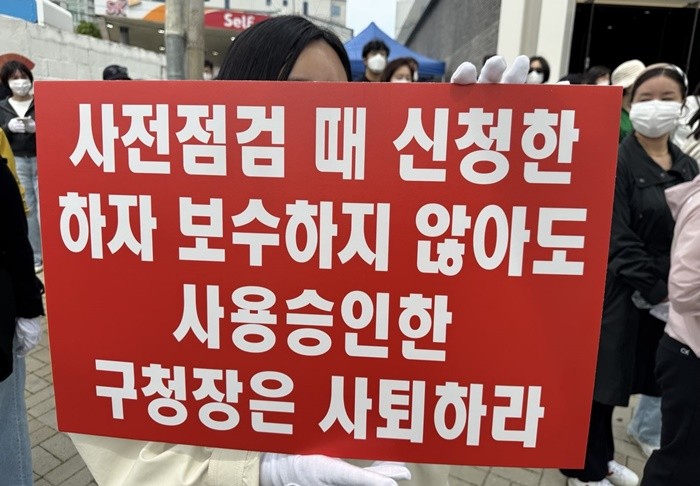 Self
사전점검 때 신청한
하자 보수하지 않아도
사용승인한
구청장은 사퇴하라